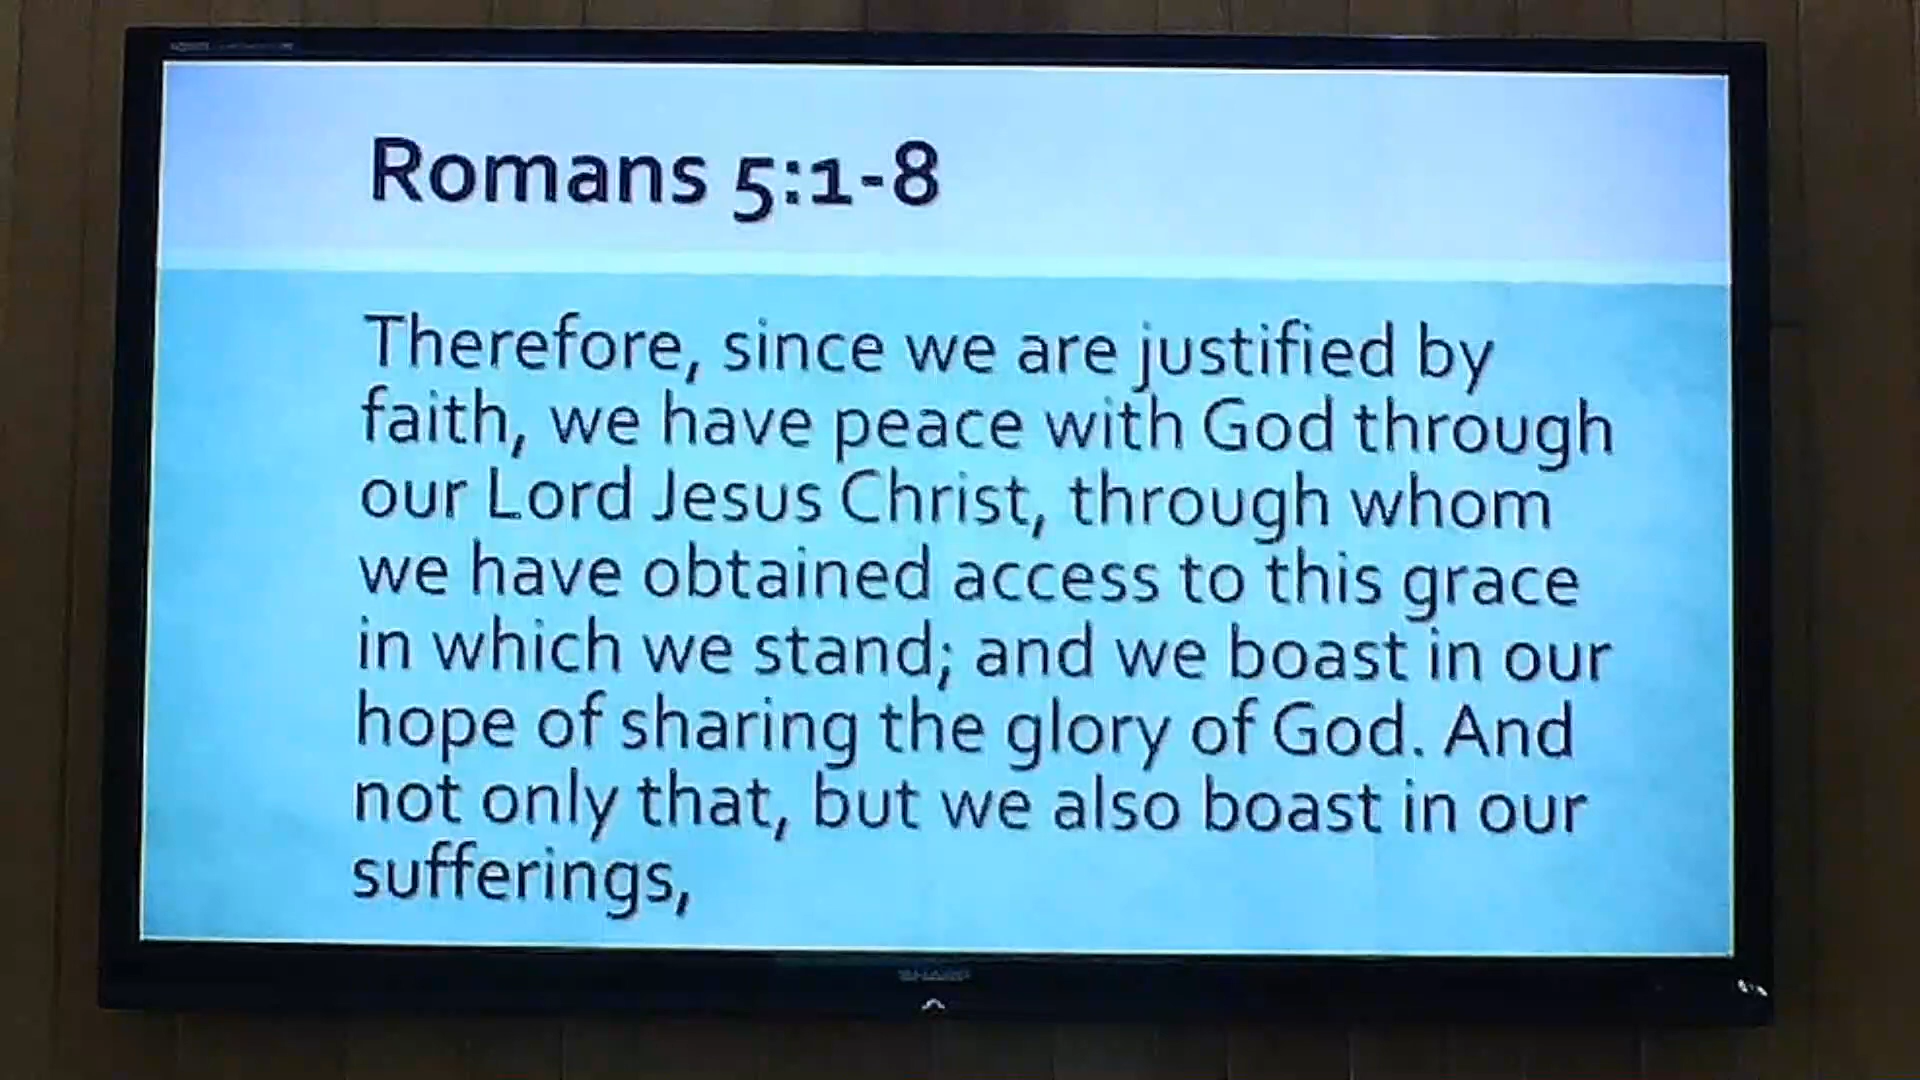 Romans 5:1-8
Therefore, since we are justified by
faith, we have peace with God through
our Lord Jesus Christ, through whom
we have obtained access to this grace
in which we stand; and we boast in our
hope of sharing the glory of God. And
not only that, but we also boast in our
sufferings,
SHARP